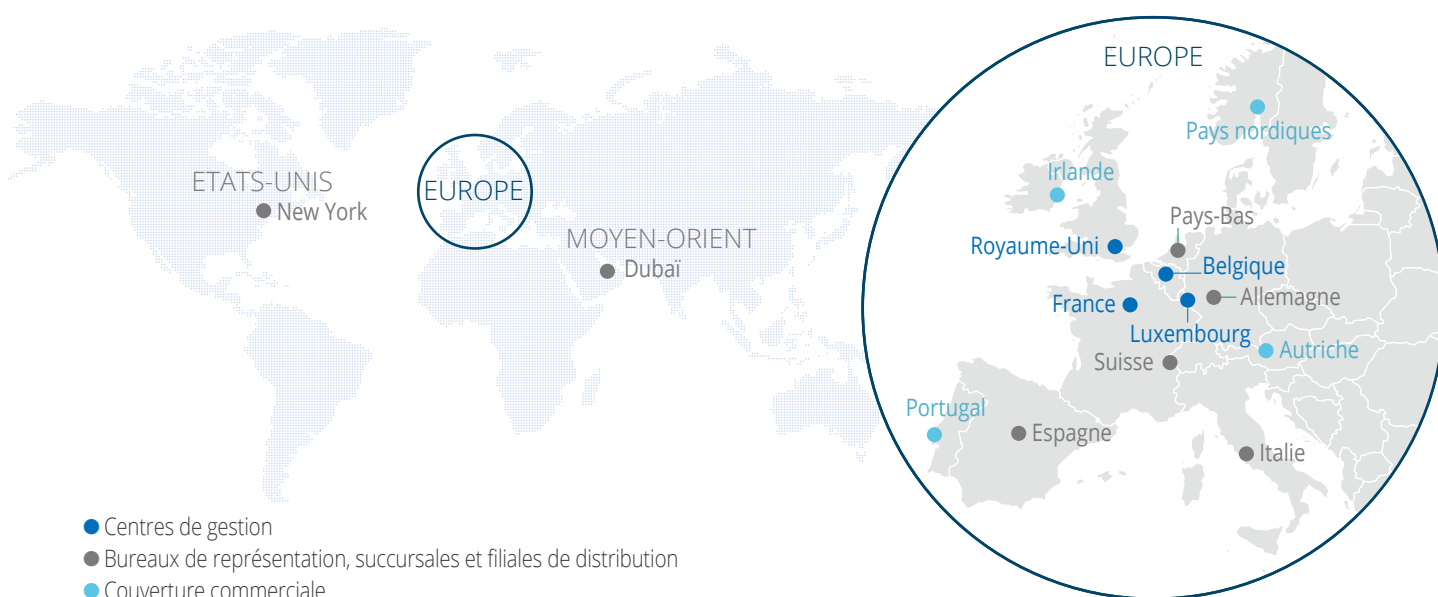 EUROPE
Pays nordiques
Irlande
ETATS-UNIS
New York
EUROPE
MOYEN-ORIENT
Dubaï
Pays-Bas
Royaume-Uni
Belgique
Allemagne
France
Luxembourg
Autriche
Suisse
Portugal
Espagne
Italie
Centres de gestion
Bureaux de représentation, succursales et filiales de distribution
Couverture commerciale